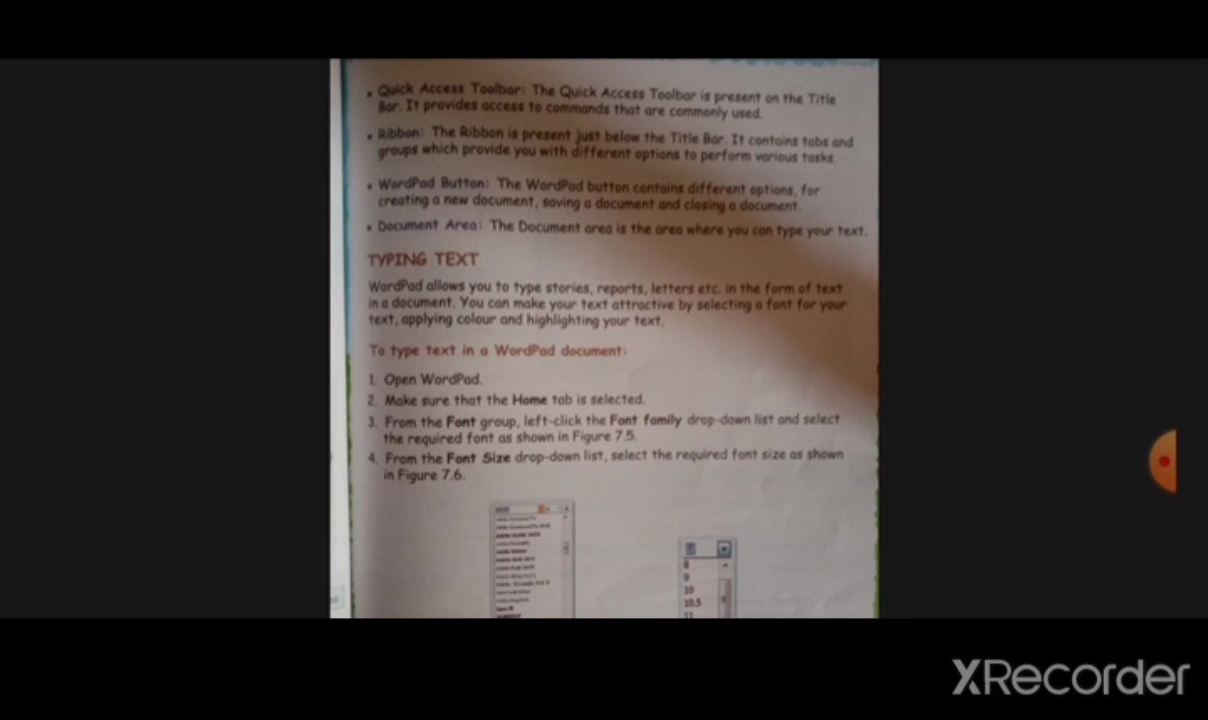 • Quick Access Toolbar: The Quick Access Toolbar is present on the Title
Bar. It provides access to commands that are commonly used.
• Ribbon: The Ribbon is present just below the Title Bar. It contains tabs and
groups which provide you with different options to perform various tasks.
• WordPad Button: The WordPad button contains different options, for
creating a new document, saving a document and closing a document.
• Document Area: The Document area is the area where you can type your text.
TYPING TEXT
WordPad allows you to type stories, reports, letters etc. in the form of text
in a document. You can make your text attractive by selecting a font for your
text, applying colour and highlighting your text.
To type text in a WordPad document:
1. Open WordPad.
2. Make sure that the Home tab is selected.
3. From the Font group, left-click the Font family drop-down list and select
the required font as shown in Figure 7.5.
4. From the Font Size drop-down list, select the required font size as shown
in Figure 7.6.
8
9
10
10.5
11
XRecorder